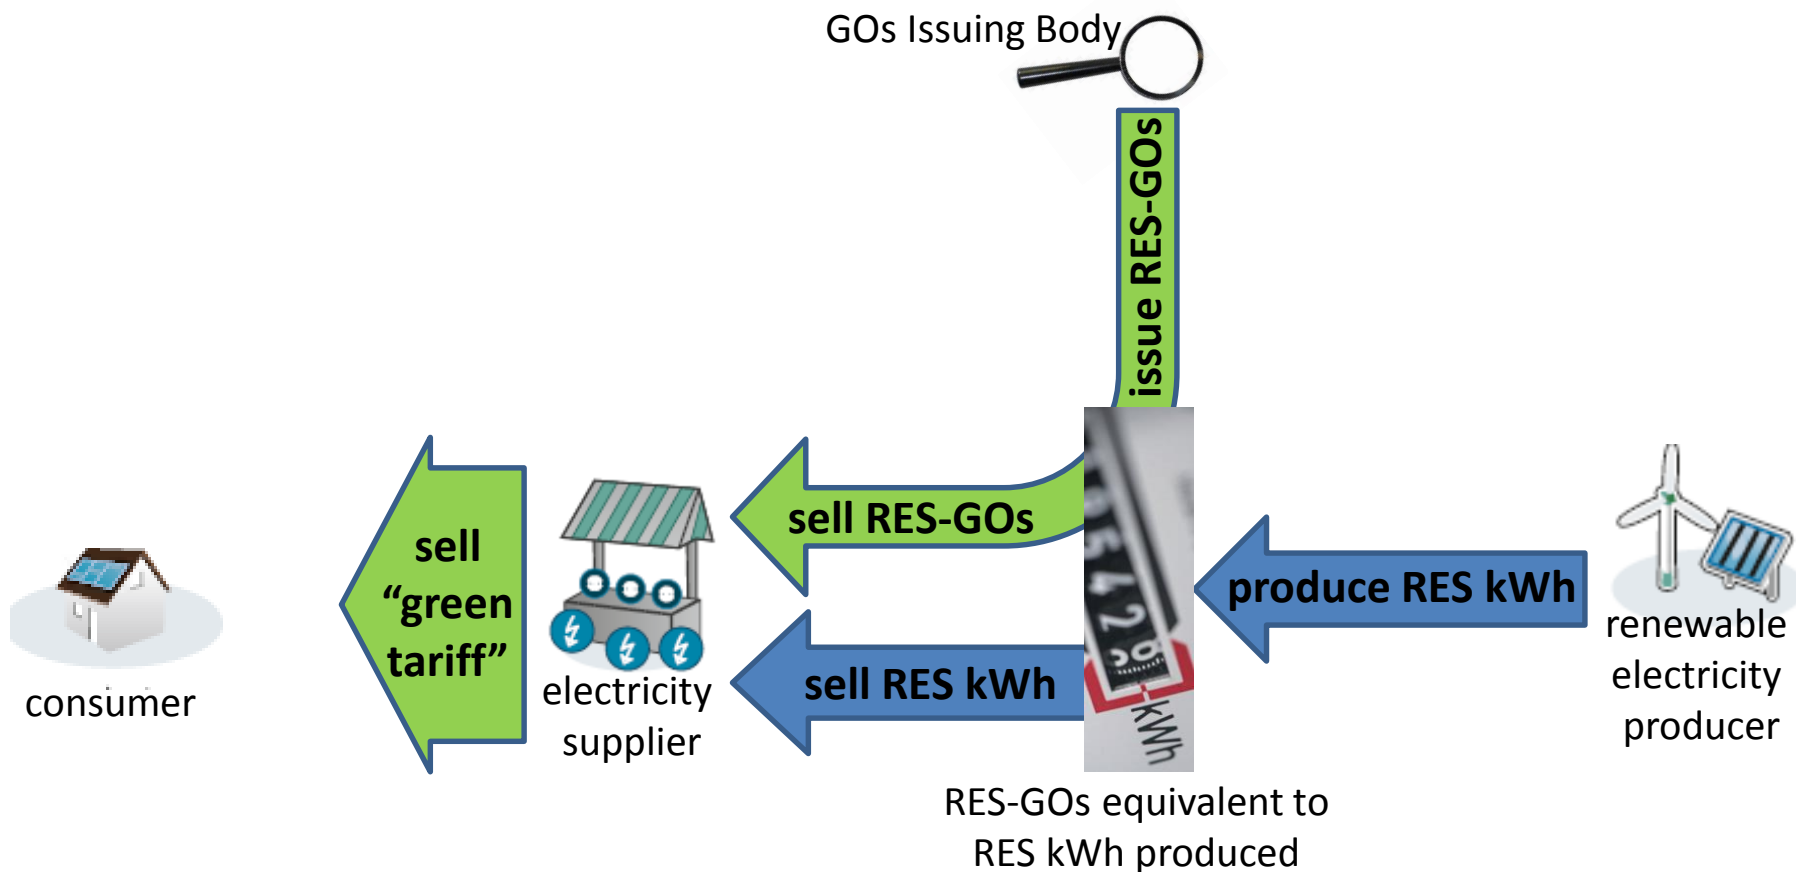 GOs Issuing Body
issue RES-GOs
sell RES-GOs
sell
“green
tariff”
produce RES kWh
sell RES kWh
kWh
consumer
electricity
supplier
renewable
electricity
producer
RES-GOs equivalent to
RES kWh produced